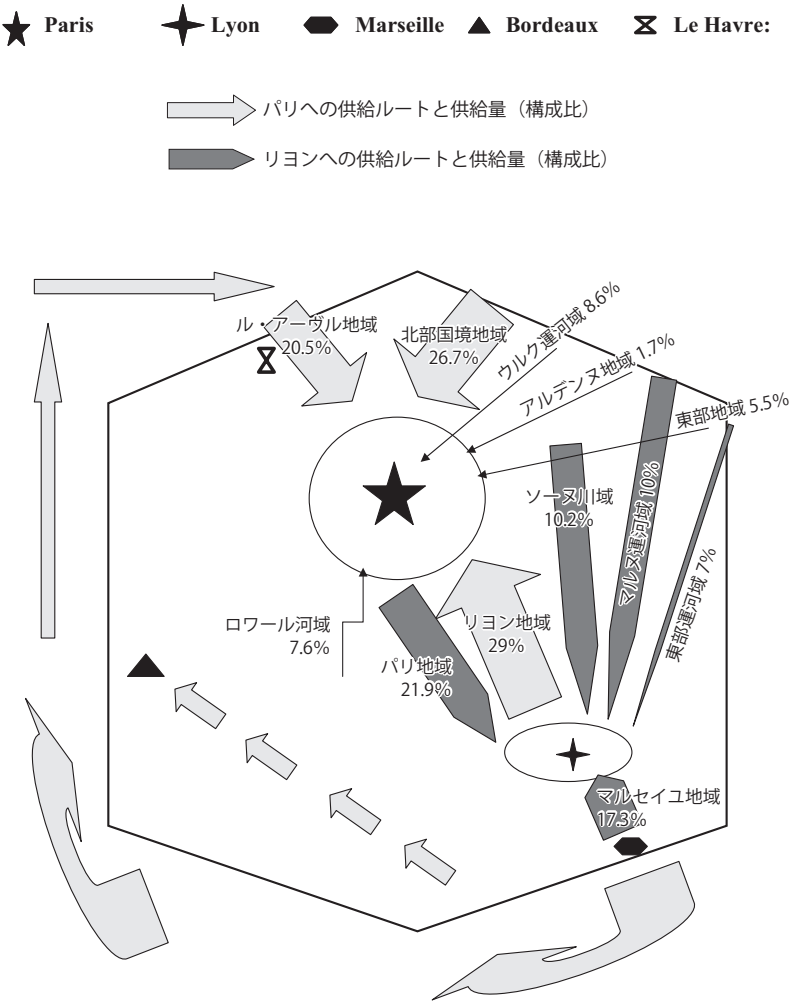 Paris Lyon Marseille Bordeaux Le Havre:
パリへの供給ルートと供給量（構成比）
リヨンへの供給ルートと供給量（構成比）
ル・アーヴル地域
20.5%
北部国境地域
26.7%
ウルク運河域 8.6%
アルデンヌ地域 1.7%
東部地域 5.5%
ソーヌ川域
10.2%
マルヌ運河域 10%
東部運河域 7%
ロワール河域
7.6%
リヨン地域
29%
パリ地域
21.9%
マルセイユ地域
17.3%